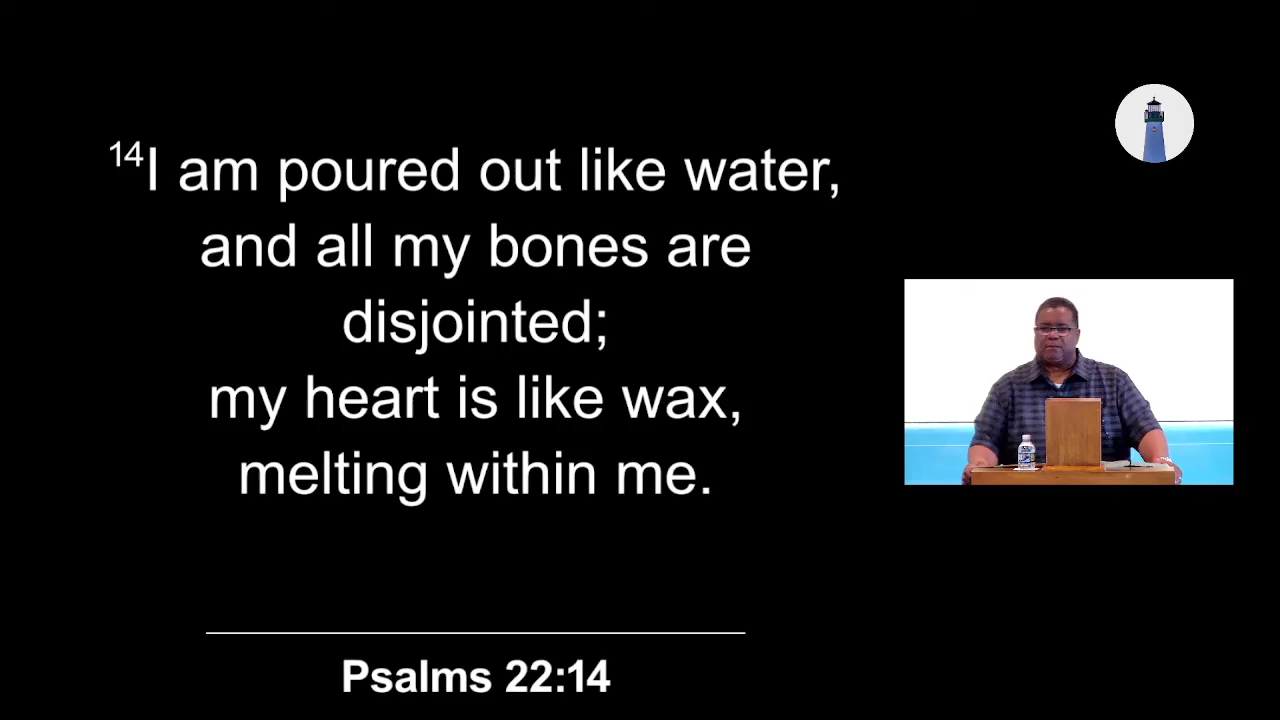 ¹⁴I am poured out like water,
and all my bones are
disjointed;
my heart is like wax,
melting within me.
Psalms 22:14